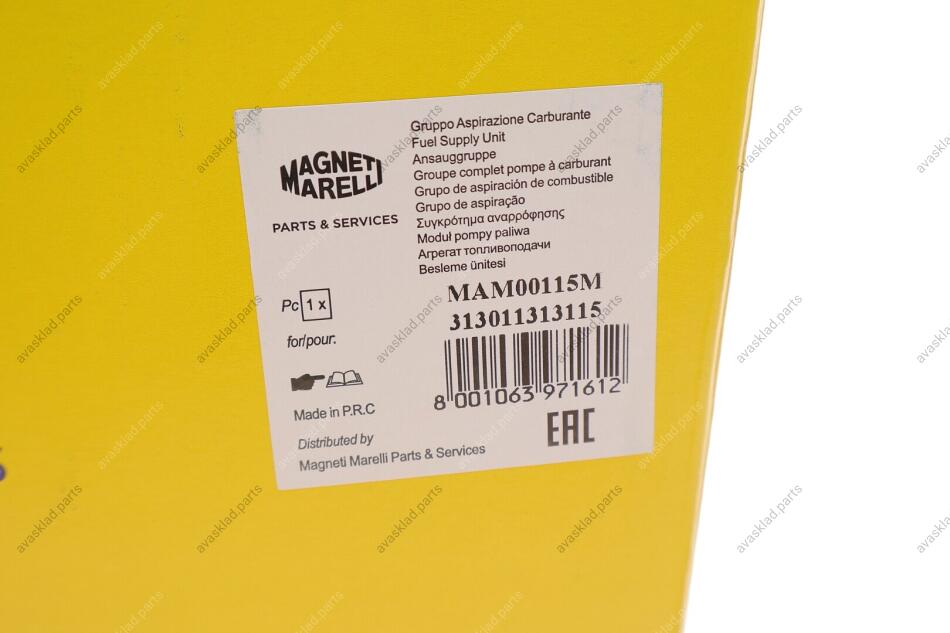 MAGNETI
MARELLI
PARTS & SERVICES
Gruppo Aspirazione Carburante
Fuel Supply Unit
Ansauggruppe
Groupe complet pompe à carburant
Grupo de aspiración de combustible
Grupo de aspiração
Συγκρότημα αναρρόφησης
Moduł pompy paliwa
Агрегат топливоподачи
Besleme ünitesi
MAM00115M
313011313115
8 001063 971612
EAC
Pc 1 x
for/pour:
Made in P.R.C
Distributed by
Magneti Marelli Parts & Services
avasklad.parts